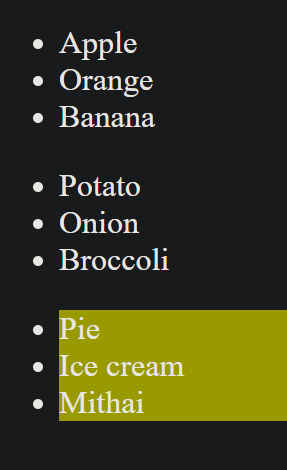 Apple
Orange
Banana
Potato
Onion
Broccoli
Pie
Ice cream
Mithai